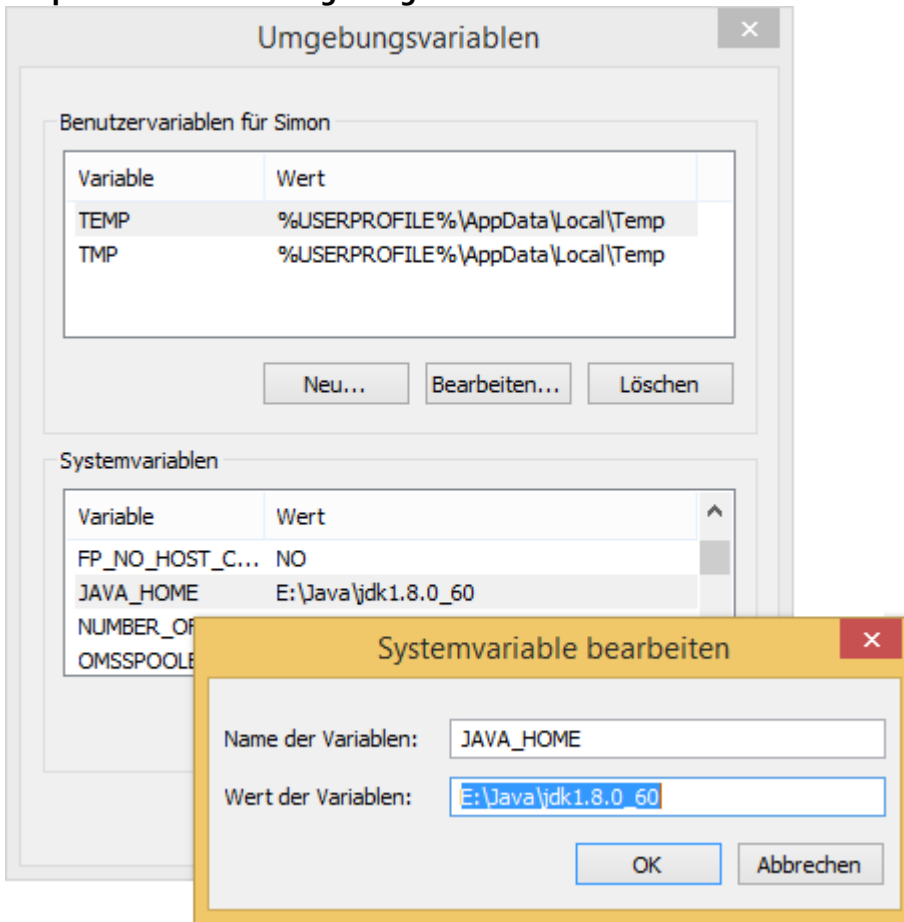 Umgebungsvariablen
Benutzervariablen für Simon
Variable Wert
TEMP %USERPROFILE%\AppData\Local\Temp
TMP %USERPROFILE%\AppData\Local\Temp
Neu... Bearbeiten... Löschen
Systemvariablen
Variable Wert
FP_NO_HOST_C... NO
JAVA_HOME E:\Java\jdk1.8.0_60
NUMBER_OF
OMSSPOOLE
Systemvariable bearbeiten
Name der Variablen: JAVA_HOME
Wert der Variablen: E:\Java\jdk1.8.0_60
OK Abbrechen